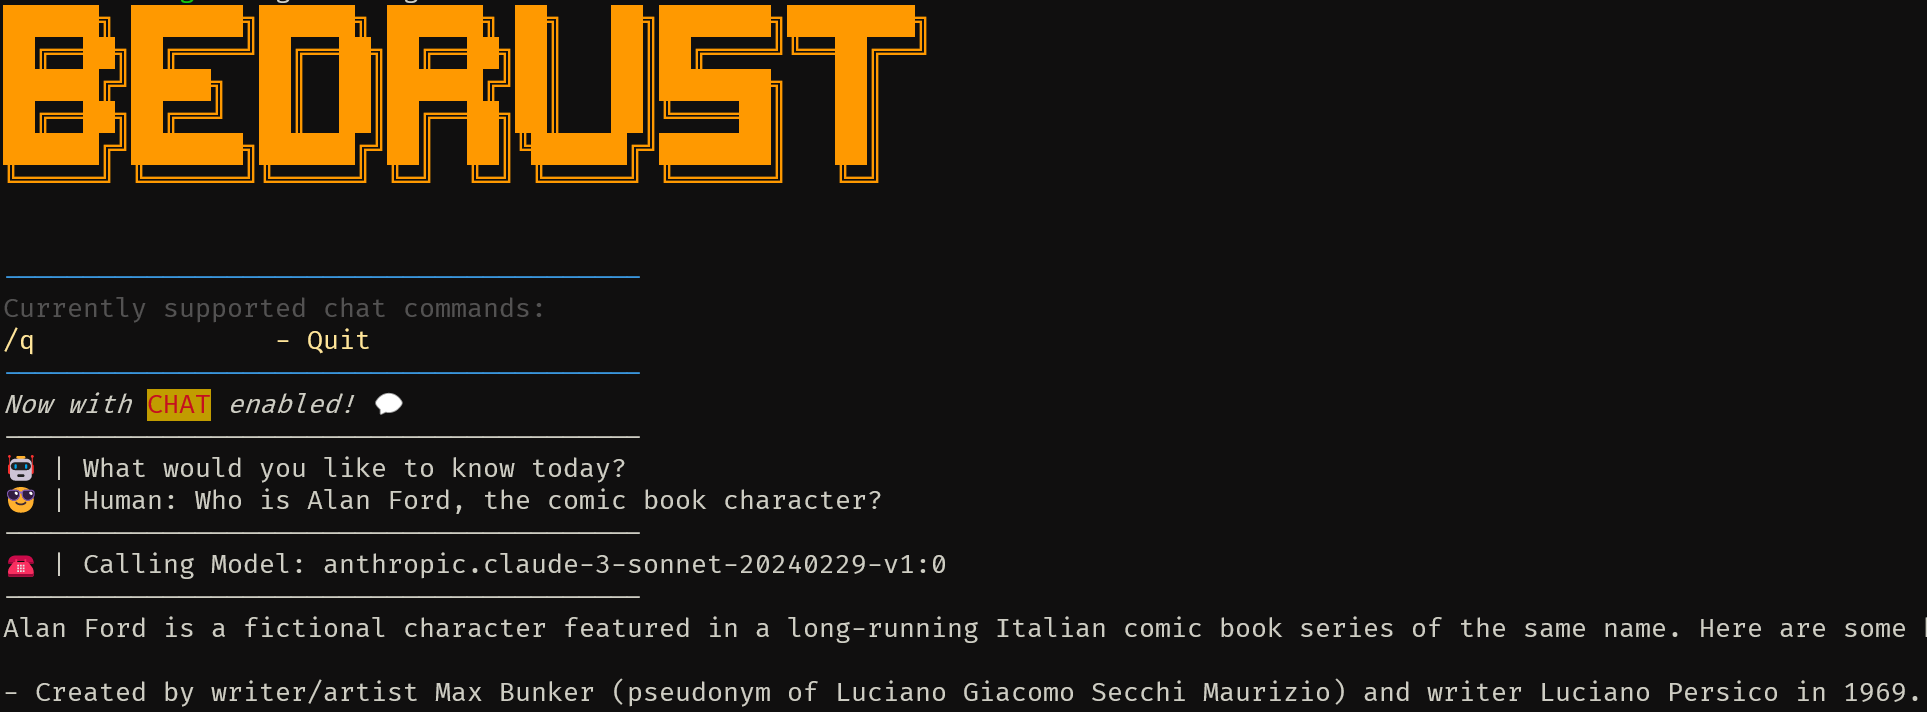 BEDRUST
Currently supported chat commands:
/q - Quit
Now with CHAT enabled! 💬
🤖 | What would you like to know today?
😎 | Human: Who is Alan Ford, the comic book character?
☎️ | Calling Model: anthropic.claude-3-sonnet-20240229-v1:0
Alan Ford is a fictional character featured in a long-running Italian comic book series of the same name. Here are some
- Created by writer/artist Max Bunker (pseudonym of Luciano Giacomo Secchi Maurizio) and writer Luciano Persico in 1969.